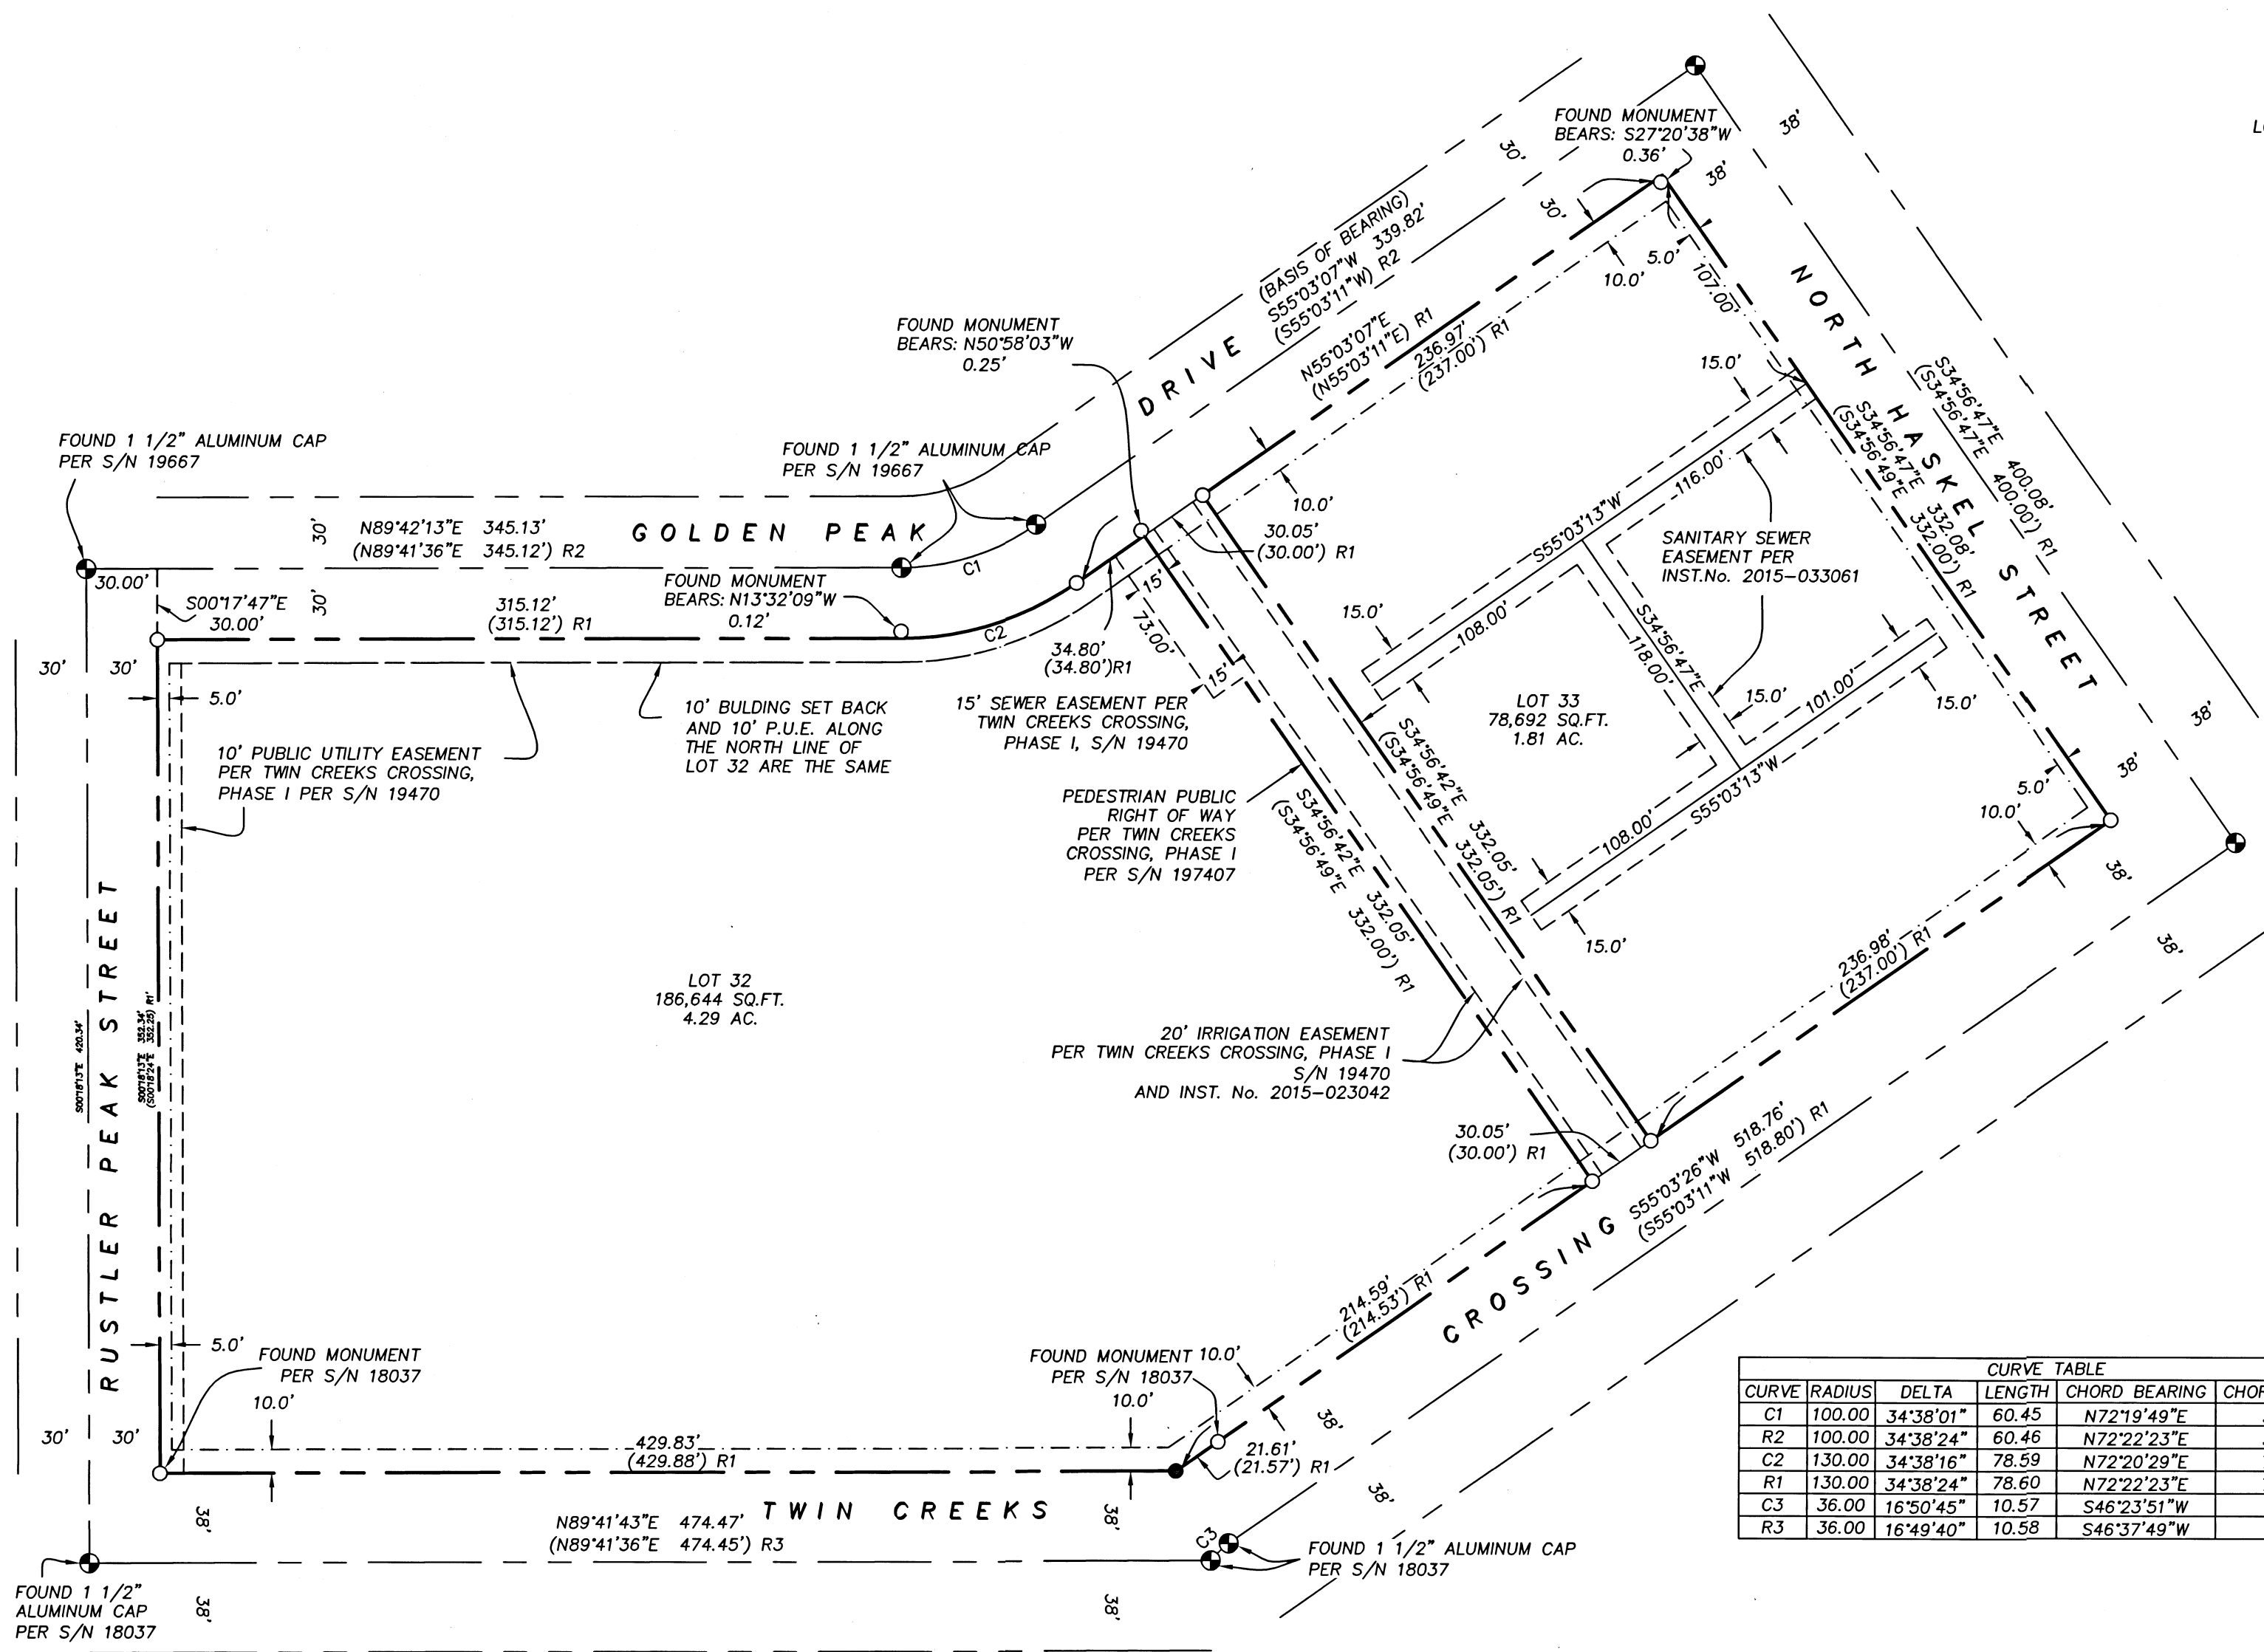 FOUND MONUMENT
BEARS: S27°20'38"W
0.36'
38'
38'
30'
30'
(BASIS OF BEARING)
S55°03'07"W 339.82'
(S55°03'11"W) R2
10.0'
5.0'
107.00'
NORTH HASKEL STREET
S34°56'47"E 400.08'
(S34°56'47"E 400.00') R1
FOUND MONUMENT
BEARS: N50°58'03"W
0.25'
DRIVE
N55°03'07"E
(N55°03'11"E) R1
236.97'
(237.00') R1
15.0'
S34°56'47"E 332.08'
(S34°56'49"E 332.00') R1
FOUND 1 1/2" ALUMINUM CAP
PER S/N 19667
FOUND 1 1/2" ALUMINUM CAP
PER S/N 19667
10.0'
116.00'
S55°03'13"W
30'
N89°42'13"E 345.13'
(N89°41'36"E 345.12') R2
GOLDEN PEAK
C1
30.05'
(30.00') R1
SANITARY SEWER
EASEMENT PER
INST.No. 2015-033061
30.00'
S00°17'47"E
30.00'
30'
315.12'
(315.12') R1
FOUND MONUMENT
BEARS: N13°32'09"W
0.12'
C2
15'
73.00'
15'
34.80'
(34.80')R1
15.0'
108.00'
118.00'
S34°56'47"E
15.0'
101.00'
15.0'
30'
30'
5.0'
10' BULDING SET BACK
AND 10' P.U.E. ALONG
THE NORTH LINE OF
LOT 32 ARE THE SAME
15' SEWER EASEMENT PER
TWIN CREEKS CROSSING,
PHASE I, S/N 19470
LOT 33
78,692 SQ.FT.
1.81 AC.
38'
38'
10' PUBLIC UTILITY EASEMENT
PER TWIN CREEKS CROSSING,
PHASE I PER S/N 19470
PEDESTRIAN PUBLIC
RIGHT OF WAY
PER TWIN CREEKS
CROSSING, PHASE I
PER S/N 197407
S34°56'42"E 332.05'
(S34°56'49"E 332.05') R1
S34°56'42"E 332.05'
(S34°56'49"E 332.00') R1
108.00'
S55°03'13"W
15.0'
5.0'
10.0'
38'
38'
RUSTLER PEAK STREET
S00°18'13"E 420.34'
S00°18'13"E 352.34'
(S00°18'24"E 352.25) R1'
LOT 32
186,644 SQ.FT.
4.29 AC.
236.98'
(237.00') R1
20' IRRIGATION EASEMENT
PER TWIN CREEKS CROSSING, PHASE I
S/N 19470
AND INST. No. 2015-023042
30.05'
(30.00') R1
CROSSING
S55°03'26"W 518.76'
(S55°03'11"W 518.80') R1
214.59'
(214.53') R1
5.0'
FOUND MONUMENT
PER S/N 18037
10.0'
FOUND MONUMENT
PER S/N 18037
10.0'
10.0'
30'
30'
429.83'
(429.88') R1
21.61'
(21.57') R1
38'
38'
38'
N89°41'43"E 474.47'
(N89°41'36"E 474.45') R3
TWIN CREEKS
38'
C3
FOUND 1 1/2" ALUMINUM CAP
PER S/N 18037
FOUND 1 1/2"
ALUMINUM CAP
PER S/N 18037
38'
38'
CURVE TABLE
CURVE RADIUS DELTA LENGTH CHORD BEARING
C1 100.00 34°38'01" 60.45 N72°19'49"E
R2 100.00 34°38'24" 60.46 N72°22'23"E
C2 130.00 34°38'16" 78.59 N72°20'29"E
R1 130.00 34°38'24" 78.60 N72°22'23"E
C3 36.00 16°50'45" 10.57 S46°23'51"W
R3 36.00 16°49'40" 10.58 S46°37'49"W